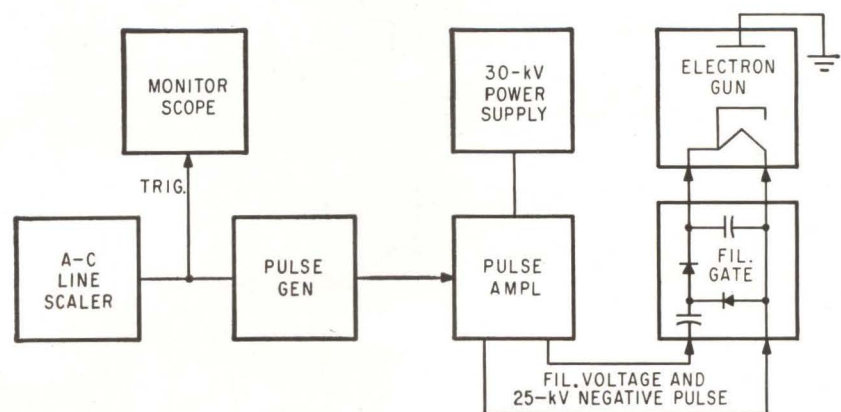 MONITOR
SCOPE
30-kV
POWER
SUPPLY
ELECTRON
GUN
TRIG.
A-C
LINE
SCALER
PULSE
GEN
PULSE
AMPL
FIL.
GATE
FIL. VOLTAGE AND
25-kV NEGATIVE PULSE